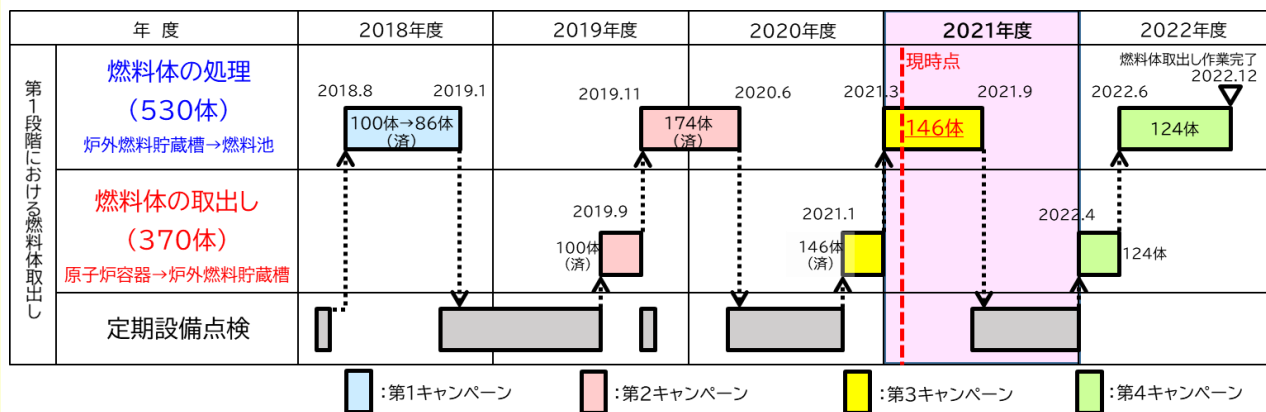 年 度
2018年度
2019年度
2020年度
2021年度
2022年度
第1段階における燃料体取出し
燃料体の処理
(530体)
炉外燃料貯蔵槽→燃料池
2018.8
2019.1
100体→86体
(済)
2019.11
174体
(済)
2020.6
2021.3
現時点
146体
2021.9
燃料体取出し作業完了
2022.12
2022.6
124体
燃料体の取出し
(370体)
原子炉容器→炉外燃料貯蔵槽
2019.9
100体
(済)
2021.1
146体
(済)
2022.4
124体
定期設備点検
:第1キャンペーン
:第2キャンペーン
:第3キャンペーン
:第4キャンペーン